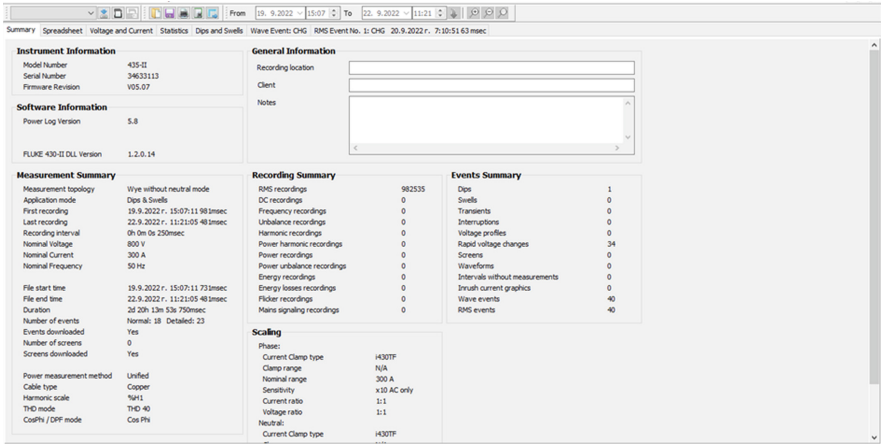 From 19. 9.2022 15:07 To 22. 9.2022 11:21
Summary Spreadsheet Voltage and Current Statistics Dips and Swells Wave Event: CHG RMS Event No. 1: CHG 20.9.2022 г. 7:10:51 63 msec
Instrument Information
Model Number 435-II
Serial Number 34633113
Firmware Revision V05.07
General Information
Recording location
Client
Notes
Software Information
Power Log Version 5.8
FLUKE 430-II DLL Version 1.2.0.14
Measurement Summary
Measurement topology Wye without neutral mode
Application mode Dips & Swells
First recording 19.9.2022 г. 15:07:11 981msec
Last recording 22.9.2022 г. 11:21:05 481msec
Recording interval 0h 0m 0s 250msec
Nominal Voltage 800 V
Nominal Current 300 A
Nominal Frequency 50 Hz
File start time 19.9.2022 г. 15:07:11 731msec
File end time 22.9.2022 г. 11:21:05 481msec
Duration 2d 20h 13m 53s 750msec
Number of events Normal: 18 Detailed: 23
Events downloaded Yes
Number of screens 0
Screens downloaded Yes
Power measurement method Unified
Cable type Copper
Harmonic scale %H1
THD mode THD 40
CosPhi / DPF mode Cos Phi
Recording Summary
RMS recordings 982535
DC recordings 0
Frequency recordings 0
Unbalance recordings 0
Harmonic recordings 0
Power harmonic recordings 0
Power recordings 0
Power unbalance recordings 0
Energy recordings 0
Energy losses recordings 0
Flicker recordings 0
Mains signaling recordings 0
Scaling
Phase:
Current Clamp type i430TF
Clamp range N/A
Nominal range 300 A
Sensitivity x10 AC only
Current ratio 1:1
Voltage ratio 1:1
Neutral:
Current Clamp type i430TF
Events Summary
Dips 1
Swells 0
Transients 0
Interruptions 0
Voltage profiles 0
Rapid voltage changes 34
Screens 0
Waveforms 0
Intervals without measurements 0
Inrush current graphics 0
Wave events 40
RMS events 40